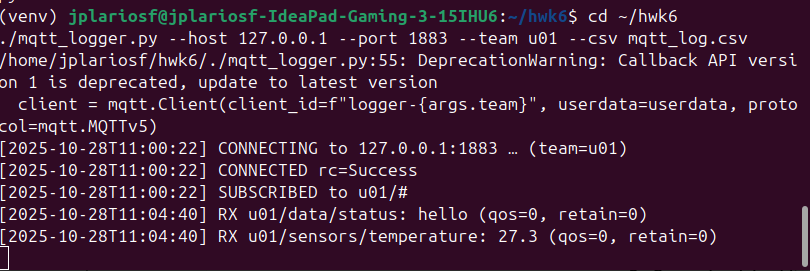 (venv) jplariosf@jplariosf-IdeaPad-Gaming-3-15IHU6:~/hwk6$ cd ~/hwk6
./mqtt_logger.py --host 127.0.0.1 --port 1883 --team u01 --csv mqtt_log.csv
/home/jplariosf/hwk6/./mqtt_logger.py:55: DeprecationWarning: Callback API versi
on 1 is deprecated, update to latest version
  client = mqtt.Client(client_id=f"logger-{args.team}", userdata=userdata, proto
col=mqtt.MQTTv5)
[2025-10-28T11:00:22] CONNECTING to 127.0.0.1:1883 … (team=u01)
[2025-10-28T11:00:22] CONNECTED rc=Success
[2025-10-28T11:00:22] SUBSCRIBED to u01/#
[2025-10-28T11:04:40] RX u01/data/status: hello (qos=0, retain=0)
[2025-10-28T11:04:40] RX u01/sensors/temperature: 27.3 (qos=0, retain=0)